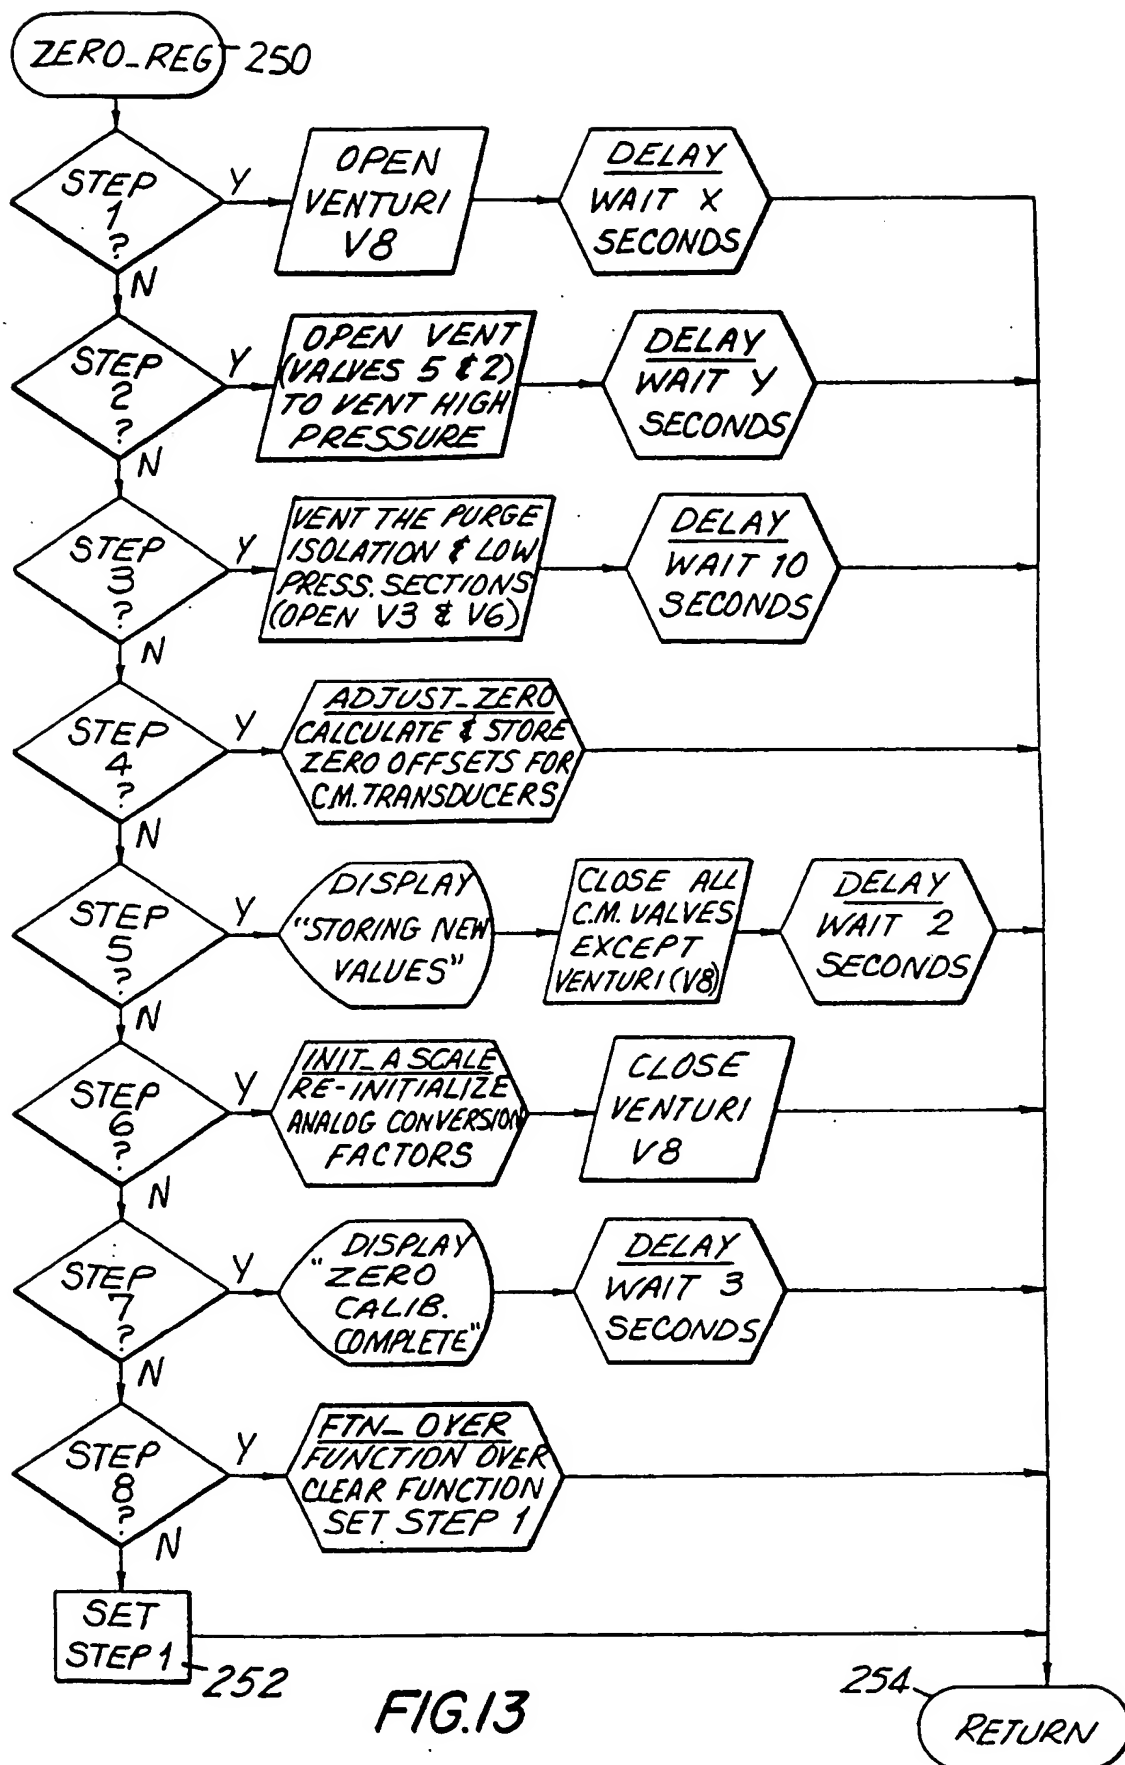 ZERO_REG 250
STEP
1
?
Y
OPEN
VENTURI
V8
DELAY
WAIT X
SECONDS
N
STEP
2
?
Y
OPEN VENT
(VALVES 5 & 2)
TO VENT HIGH
PRESSURE
DELAY
WAIT Y
SECONDS
N
STEP
3
?
Y
VENT THE PURGE
ISOLATION & LOW
PRESS. SECTIONS
(OPEN V3 & V6)
DELAY
WAIT 10
SECONDS
N
STEP
4
?
Y
ADJUST_ZERO
CALCULATE & STORE
ZERO OFFSETS FOR
C.M. TRANSDUCERS
N
STEP
5
?
Y
DISPLAY
"STORING NEW
VALUES"
CLOSE ALL
C.M. VALVES
EXCEPT
VENTURI (V8)
DELAY
WAIT 2
SECONDS
N
STEP
6
?
Y
INIT_A SCALE
RE-INITIALIZE
ANALOG CONVERSION
FACTORS
CLOSE
VENTURI
V8
N
STEP
7
?
Y
DISPLAY
"ZERO
CALIB.
COMPLETE"
DELAY
WAIT 3
SECONDS
N
STEP
8
?
Y
FTN_OYER
FUNCTION OVER
CLEAR FUNCTION
SET STEP 1
N
SET
STEP 1
252
254
RETURN
FIG.13